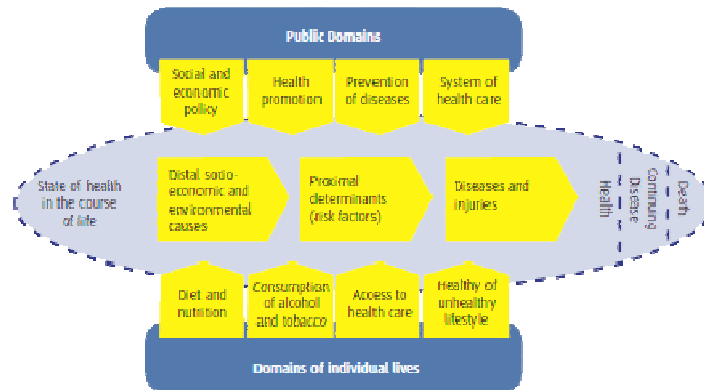 Public Domains
Social and
economic
policy
Health
promotion
Prevention
of diseases
System of
health care
State of health
in the course
of life
Distal socio-
economic and
environmental
causes
Proximal
determinants
(risk factors)
Diseases and
injuries
Health
Continuing
Disease
Death
Diet and
nutrition
Consumption
of alcohol
and tobacco
Access to
health care
Healthy of
unhealthy
lifestyle
Domains of individual lives